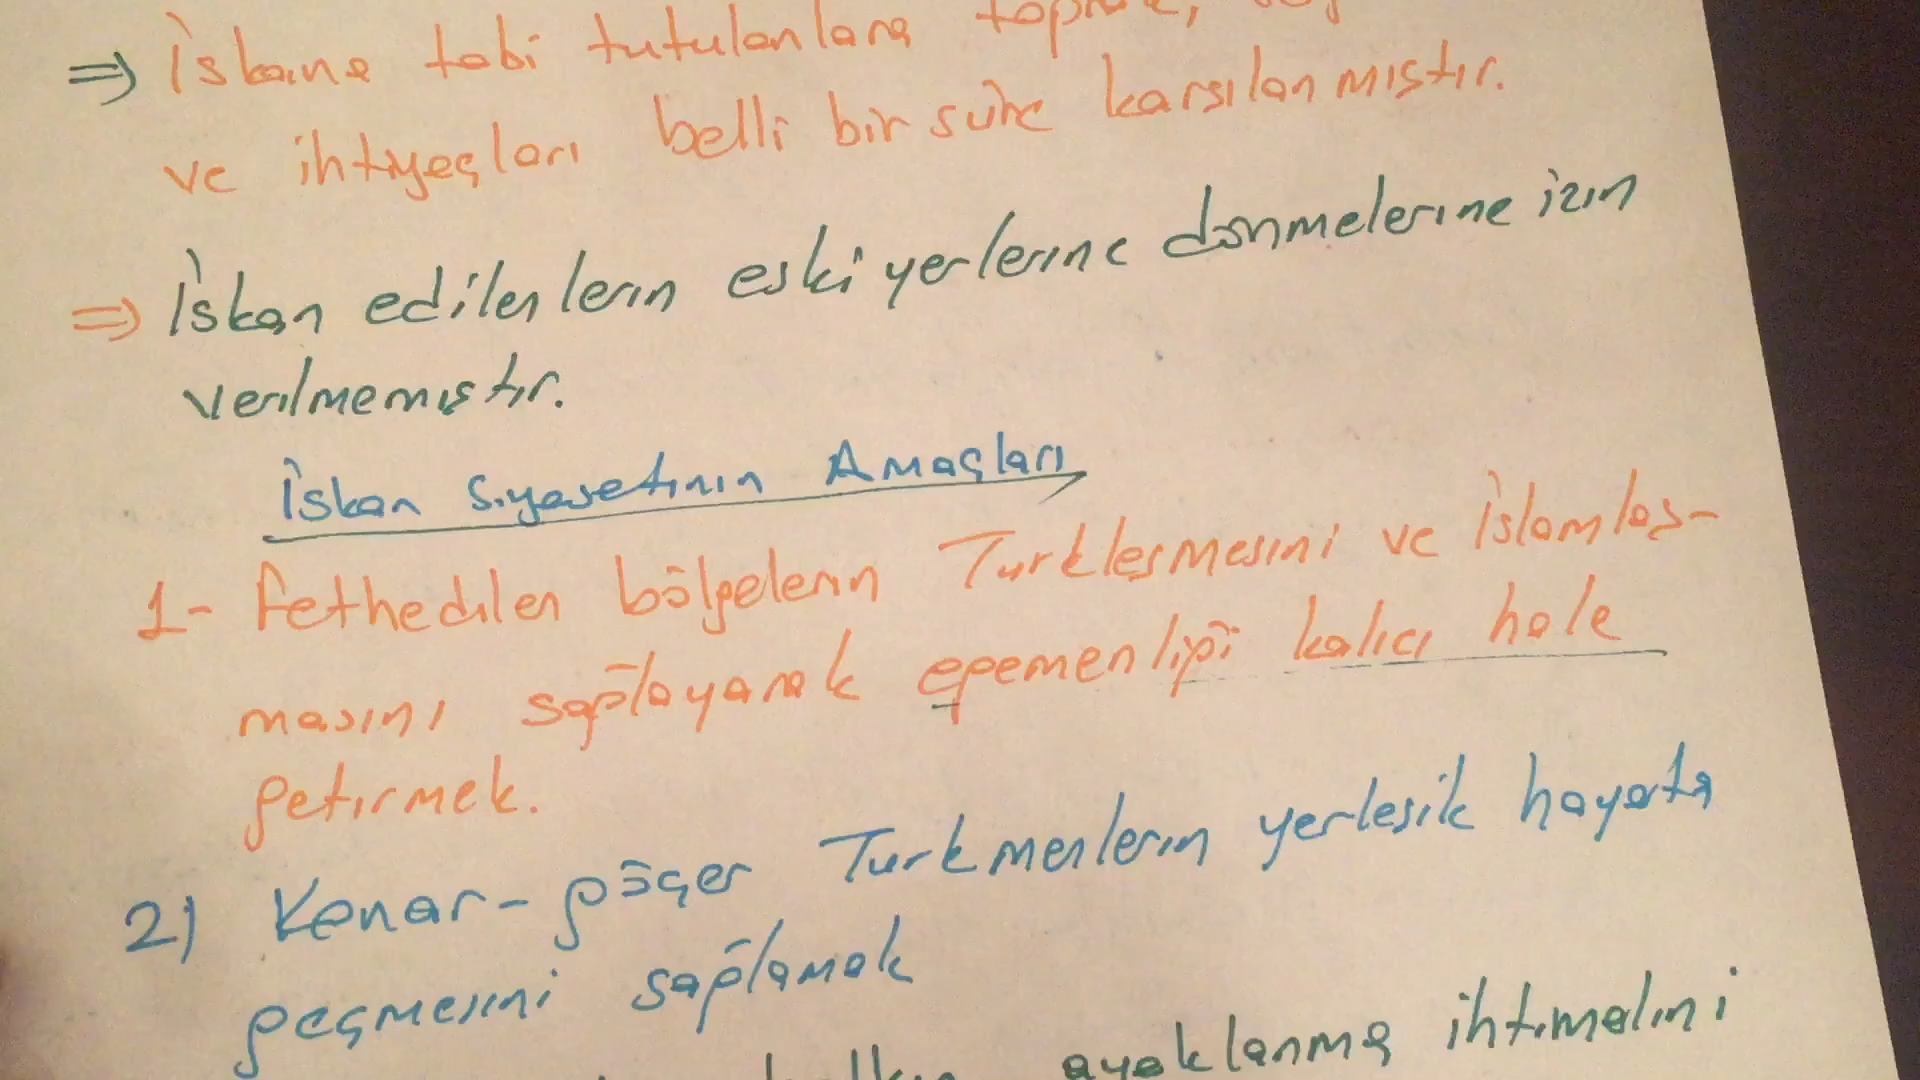 ⇒ İskana tabi tutulanlara toprak,
ve ihtiyaçları belli bir süre karşılanmıştır.
⇒ İskan edilenlerin eski yerlerine dönmelerine izin
verilmemiştir.
İskan Siyasetinin Amaçları
1- Fethedilen bölgelerin Türkleşmesini ve İslamlaş-
masını sağlayarak egemenliği kalıcı hale
getirmek.
2) Konar-göçer Türkmenlerin yerleşik hayata
geçmesini sağlamak
halkın ayaklanma ihtimalini